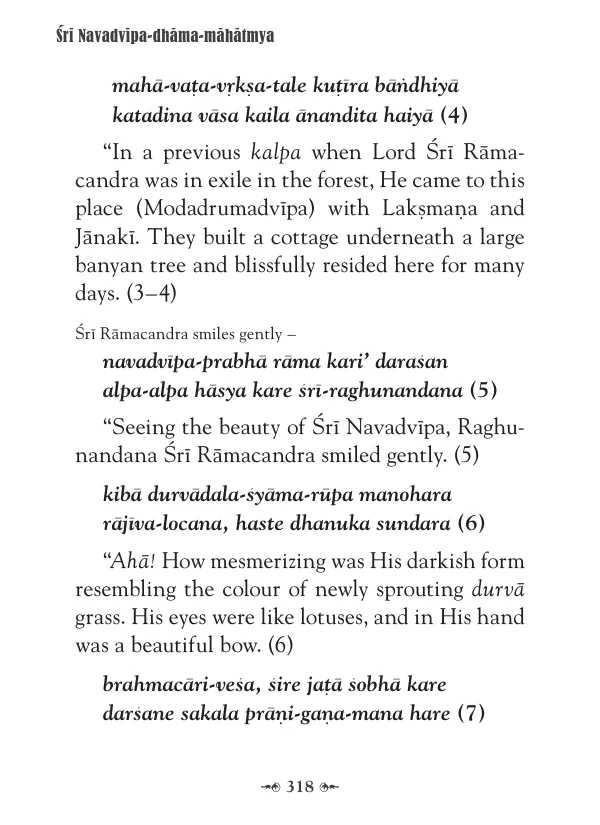 Śrī Navadvīpa-dhāma-māhātmya
mahā-vaṭa-vṛkṣa-tale kuṭīra bāṅdhiyā
katadina vāsa kaila ānandita haiyā (4)
“In a previous kalpa when Lord Śrī Rāma-
candra was in exile in the forest, He came to this
place (Modadrumadvīpa) with Lakṣmaṇa and
Jānakī. They built a cottage underneath a large
banyan tree and blissfully resided here for many
days. (3–4)
Śrī Rāmacandra smiles gently –
navadvīpa-prabhā rāma kari’ daraśan
alpa-alpa hāsya kare śrī-raghunandana (5)
“Seeing the beauty of Śrī Navadvīpa, Raghu-
nandana Śrī Rāmacandra smiled gently. (5)
kibā durvādala-śyāma-rūpa manohara
rājīva-locana, haste dhanuka sundara (6)
“Ahā! How mesmerizing was His darkish form
resembling the colour of newly sprouting durvā
grass. His eyes were like lotuses, and in His hand
was a beautiful bow. (6)
brahmacāri-veśa, śire jaṭā śobhā kare
darśane sakala prāṇi-gaṇa-mana hare (7)
318